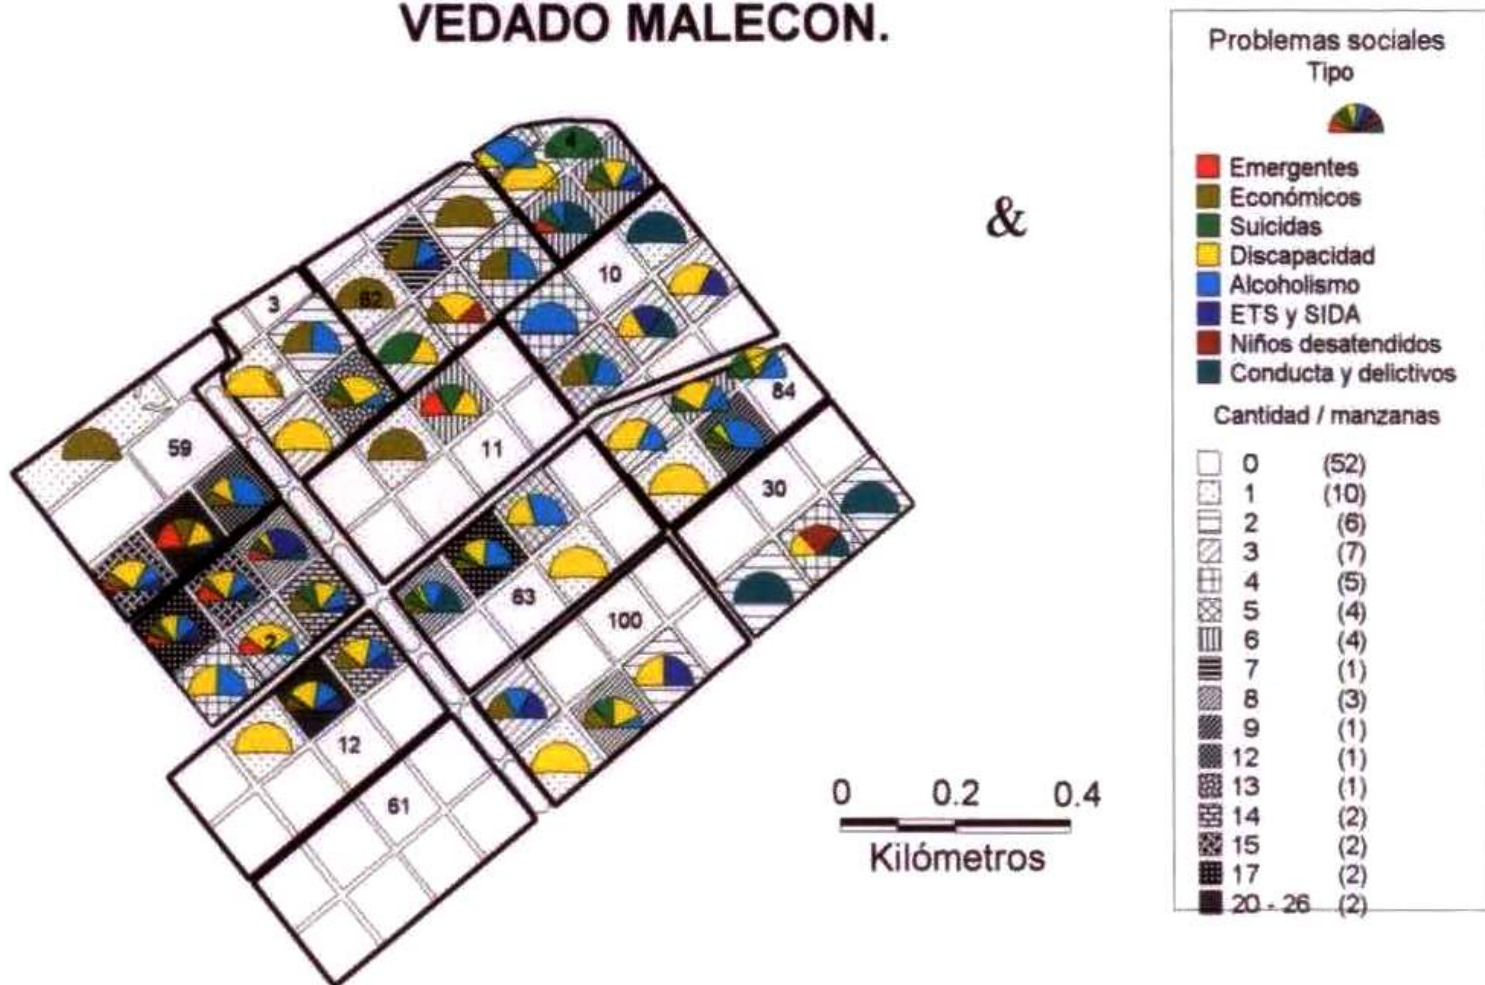 VEDADO MALECON.
Problemas sociales
Tipo
Emergentes
Económicos
Suicidas
Discapacidad
Alcoholismo
ETS y SIDA
Niños desatendidos
Conducta y delictivos
Cantidad / manzanas
0 (52)
1 (10)
2 (6)
3 (7)
4 (5)
5 (4)
6 (4)
7 (1)
8 (3)
9 (1)
12 (1)
13 (1)
14 (2)
15 (2)
17 (2)
20 - 26 (2)
&
4
10
62
3
84
59
11
30
63
100
2
12
61
0 0.2 0.4
Kilómetros